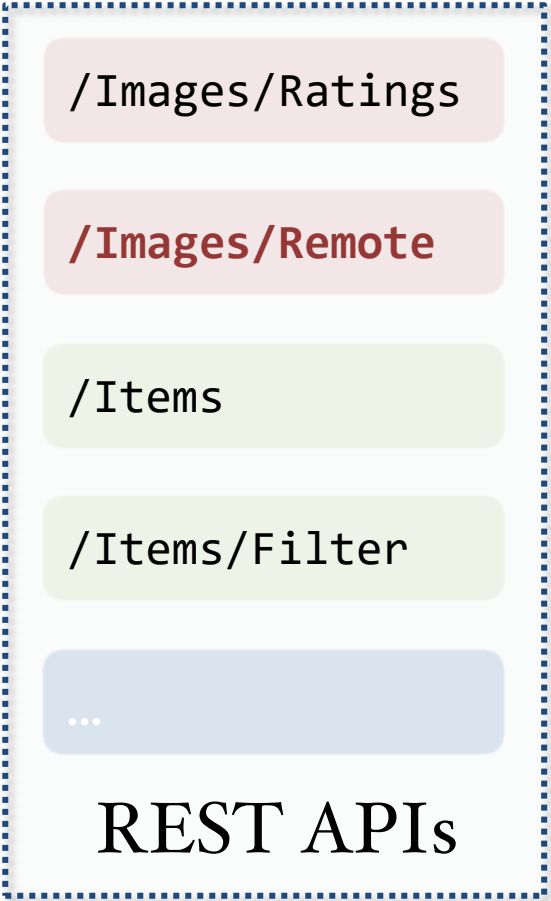 /Images/Ratings
/Images/Remote
/Items
/Items/Filter
...
REST APIs